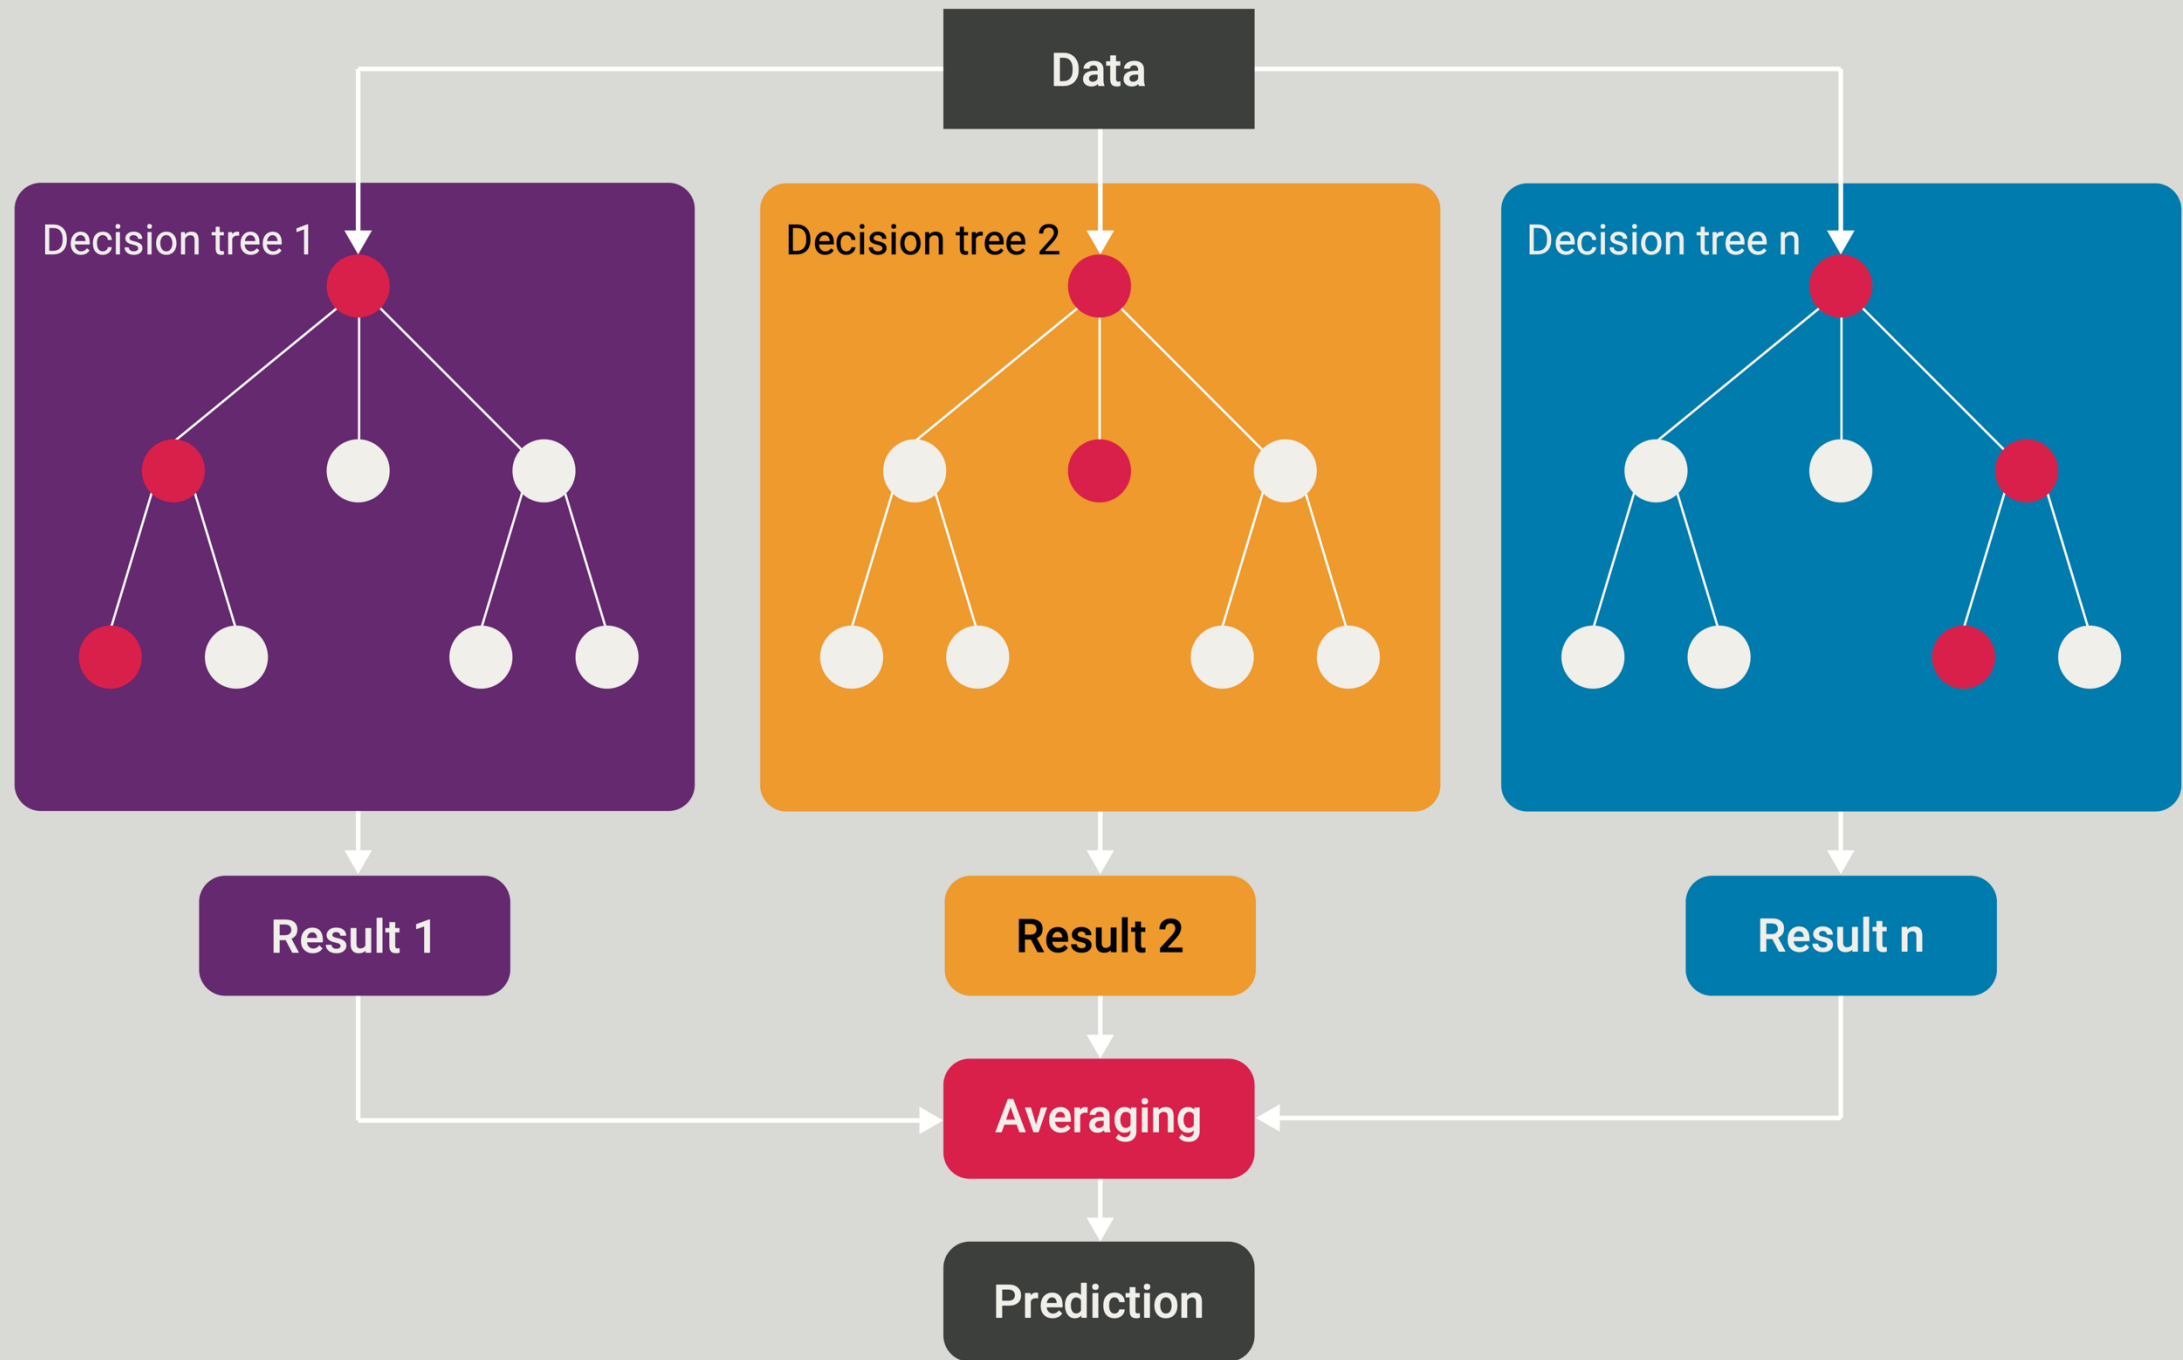 Data
Decision tree 1
Decision tree 2
Decision tree n
Result 1
Result 2
Result n
Averaging
Prediction